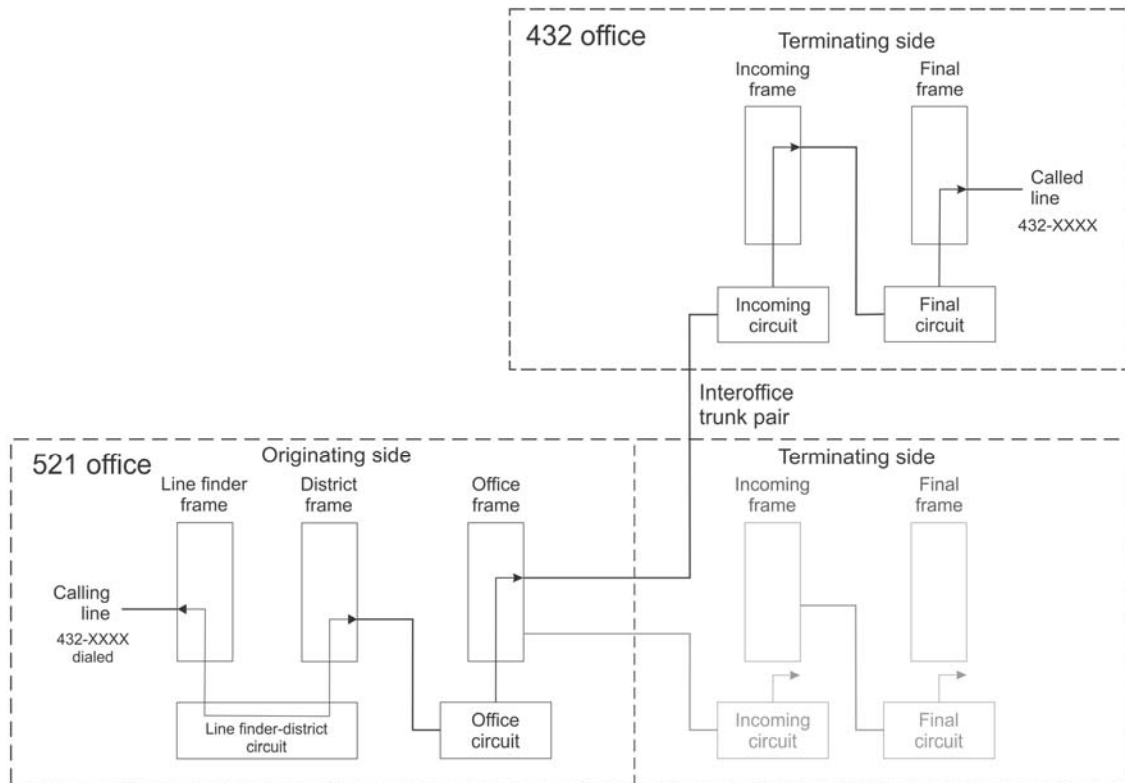 432 office
Terminating side
Incoming
frame
Final
frame
Called
line
432-XXXX
Incoming
circuit
Final
circuit
Interoffice
trunk pair
521 office
Originating side
Line finder
frame
District
frame
Office
frame
Calling
line
432-XXXX
dialed
Line finder-district
circuit
Office
circuit
Terminating side
Incoming
frame
Final
frame
Incoming
circuit
Final
circuit